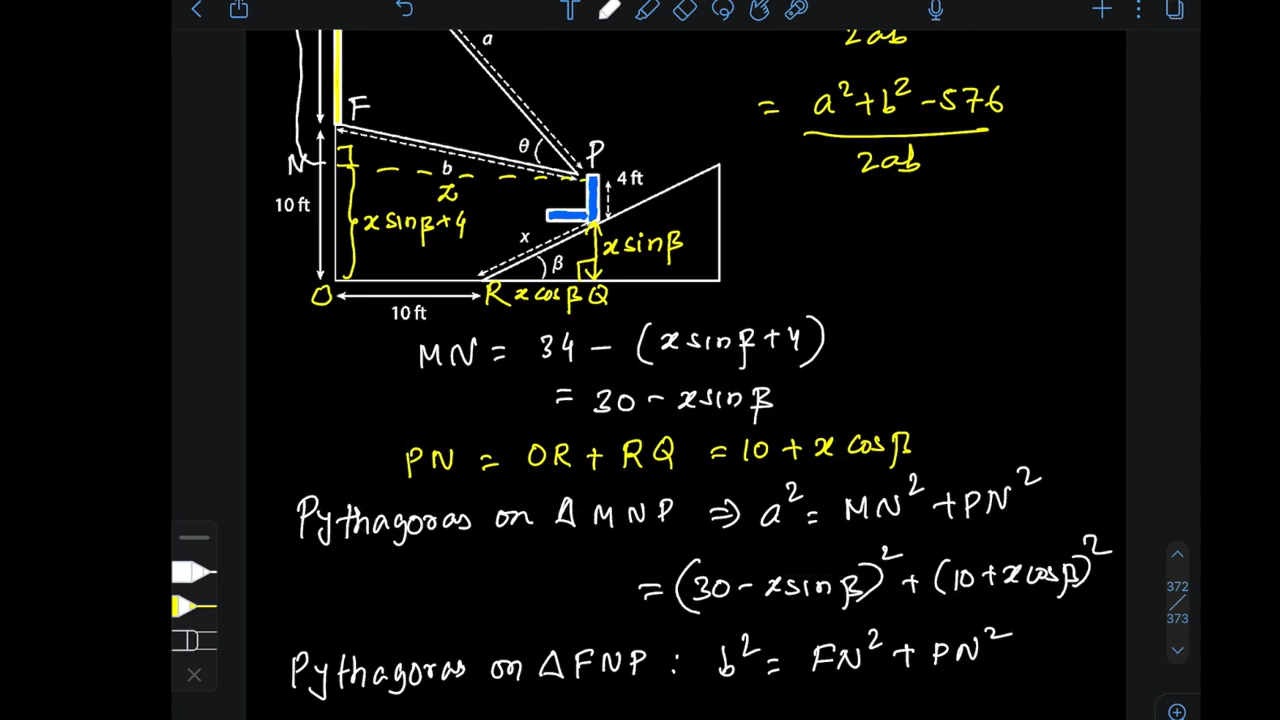 a
2ab
= a²+b²-576
2ab
F
N
θ
P
b
x
4 ft
10 ft
x sinβ+4
x
x sinβ
β
O
R x cosβ Q
10 ft
MN = 34 - (x sinβ+4)
= 30 - x sinβ
PN = OR + RQ = 10 + x cosβ
Pythagoras on ΔMNP ⇒ a² = MN² + PN²
= (30 - x sinβ)² + (10 + x cosβ)²
Pythagoras on ΔFNP : b² = FN² + PN²
372
373